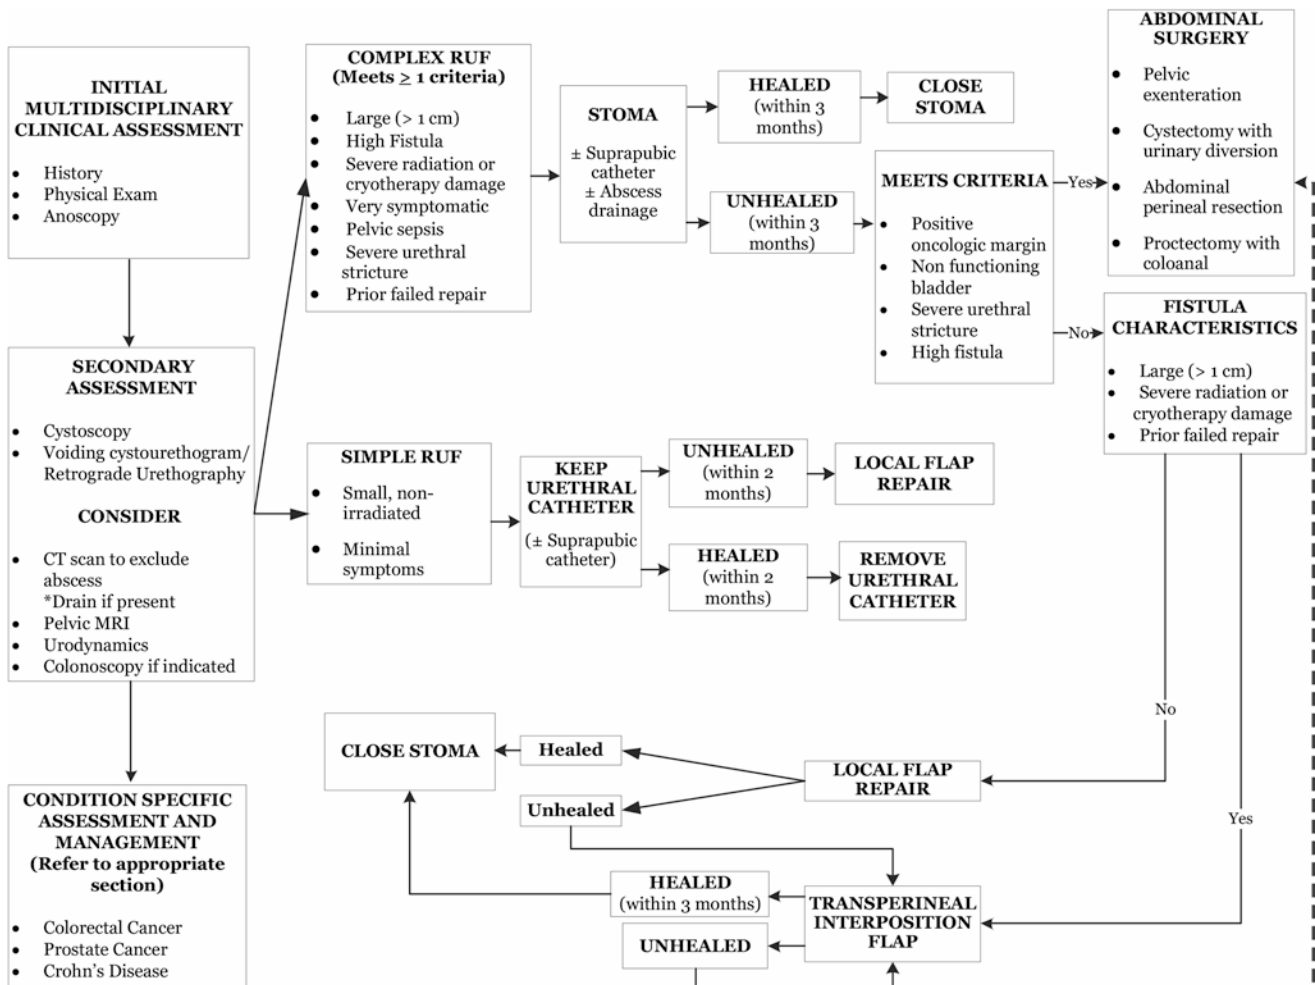 INITIAL
MULTIDISCIPLINARY
CLINICAL ASSESSMENT
• History
• Physical Exam
• Anoscopy
SECONDARY
ASSESSMENT
• Cystoscopy
• Voiding cystourethogram/
Retrograde Urethography
CONSIDER
• CT scan to exclude
abscess
*Drain if present
• Pelvic MRI
• Urodynamics
• Colonoscopy if indicated
CONDITION SPECIFIC
ASSESSMENT AND
MANAGEMENT
(Refer to appropriate
section)
• Colorectal Cancer
• Prostate Cancer
• Crohn's Disease
COMPLEX RUF
(Meets ≥ 1 criteria)
• Large (> 1 cm)
• High Fistula
• Severe radiation or
cryotherapy damage
• Very symptomatic
• Pelvic sepsis
• Severe urethral
stricture
• Prior failed repair
STOMA
± Suprapubic
catheter
± Abscess
drainage
HEALED
(within 3
months)
CLOSE
STOMA
UNHEALED
(within 3
months)
MEETS CRITERIA
• Positive
oncologic margin
• Non functioning
bladder
• Severe urethral
stricture
• High fistula
Yes
No
ABDOMINAL
SURGERY
• Pelvic
exenteration
• Cystectomy with
urinary diversion
• Abdominal
perineal resection
• Proctectomy with
coloanal
FISTULA
CHARACTERISTICS
• Large (> 1 cm)
• Severe radiation or
cryotherapy damage
• Prior failed repair
SIMPLE RUF
• Small, non-
irradiated
• Minimal
symptoms
KEEP
URETHRAL
CATHETER
(± Suprapubic
catheter)
UNHEALED
(within 2
months)
LOCAL FLAP
REPAIR
HEALED
(within 2
months)
REMOVE
URETHRAL
CATHETER
No
Yes
CLOSE STOMA
Healed
Unhealed
LOCAL FLAP
REPAIR
HEALED
(within 3 months)
UNHEALED
TRANSPERINEAL
INTERPOSITION
FLAP